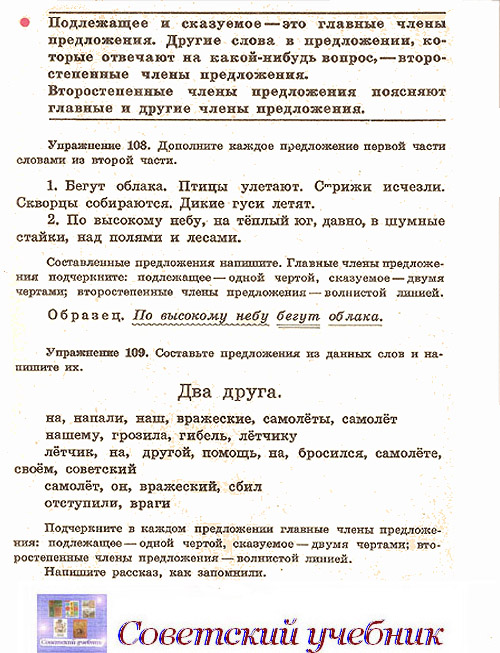 Подлежащее и сказуемое — это главные члены
предложения. Другие слова в предложении, ко-
торые отвечают на какой-нибудь вопрос, — второ-
степенные члены предложения.
Второстепенные члены предложения поясняют
главные и другие члены предложения.
Упражнение 108. Дополните каждое предложение первой части
словами из второй части.
1. Бегут облака. Птицы улетают. Стрижи исчезли.
Скворцы собираются. Дикие гуси летят.
2. По высокому небу, на тёплый юг, давно, в шумные
стайки, над полями и лесами.
Составленные предложения напишите. Главные члены предложе-
ния подчеркните: подлежащее — одной чертой, сказуемое — двумя
чертами; второстепенные члены предложения — волнистой линией.
Образец. По высокому небу бегут облака.
Упражнение 109. Составьте предложения из данных слов и на-
пишите их.
Два друга.
на, напали, наш, вражеские, самолёты, самолёт
нашему, грозила, гибель, лётчику
лётчик, на, другой, помощь, на, бросился, самолёте,
своём, советский
самолёт, он, вражеский, сбил
отступили, враги
Подчеркните в каждом предложении главные члены предложе-
ния: подлежащее — одной чертой, сказуемое — двумя чертами; вто-
ростепенные члены предложения — волнистой линией.
Напишите рассказ, как запомнили.
Советский учебник
Советский учебник